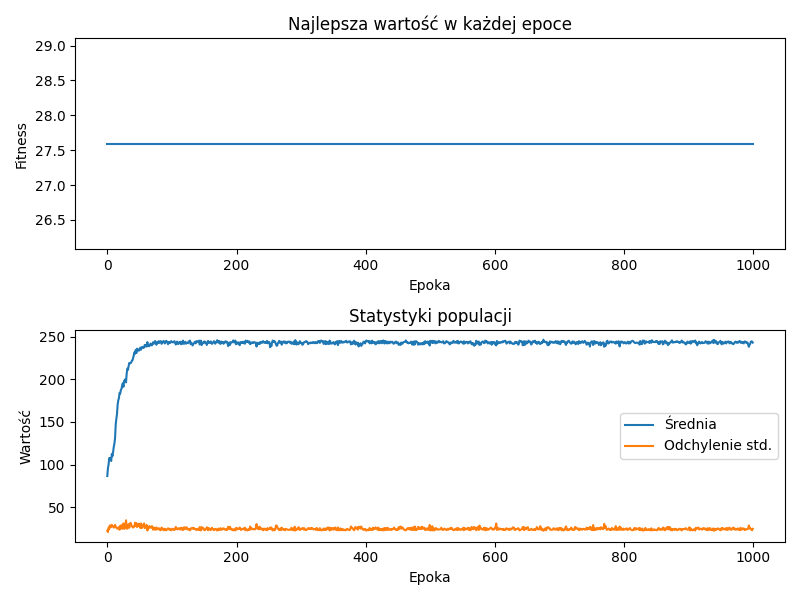 Najlepsza wartość w każdej epoce
29.0
28.5
28.0
27.5
27.0
26.5
Fitness
0 200 400 600 800 1000
Epoka
Statystyki populacji
250
200
150
100
50
Wartość
Średnia
Odchylenie std.
0 200 400 600 800 1000
Epoka